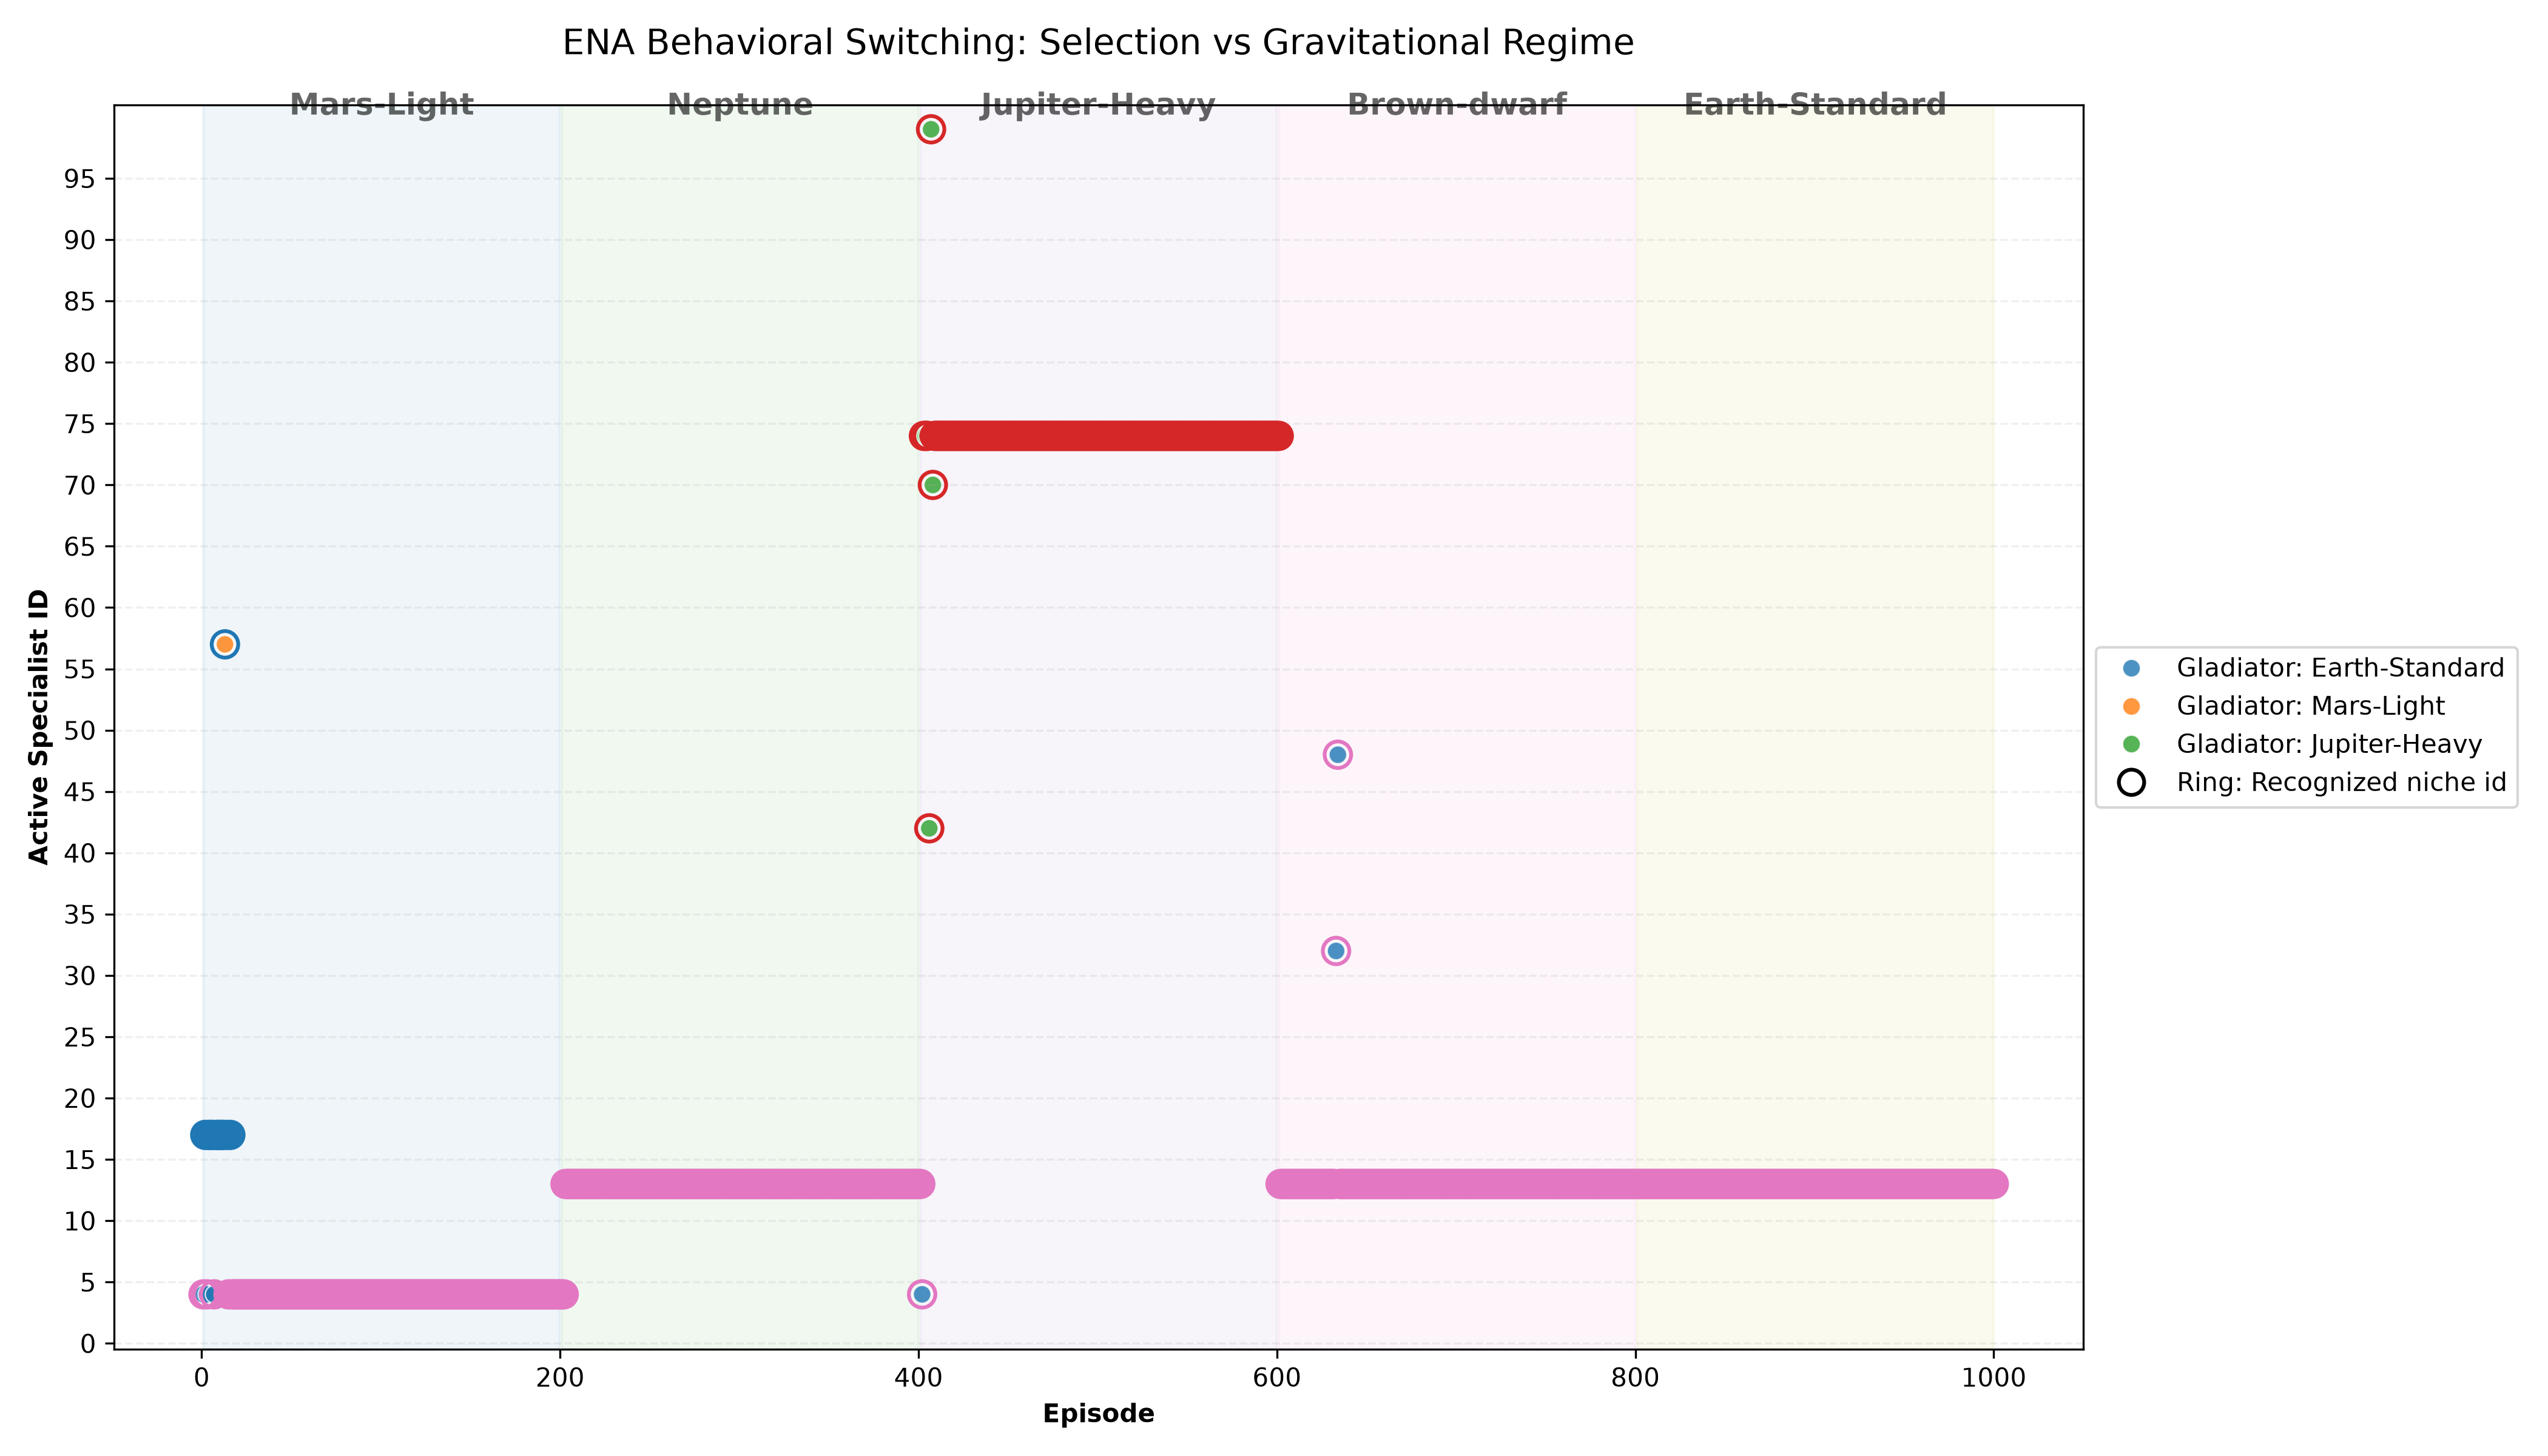 ENA Behavioral Switching: Selection vs Gravitational Regime
Mars-Light Neptune Jupiter-Heavy Brown-dwarf Earth-Standard
95
90
85
80
75
70
65
60
55
50
45
40
35
30
25
20
15
10
5
0
Active Specialist ID
0 200 400 600 800 1000
Episode
Gladiator: Earth-Standard
Gladiator: Mars-Light
Gladiator: Jupiter-Heavy
Ring: Recognized niche id